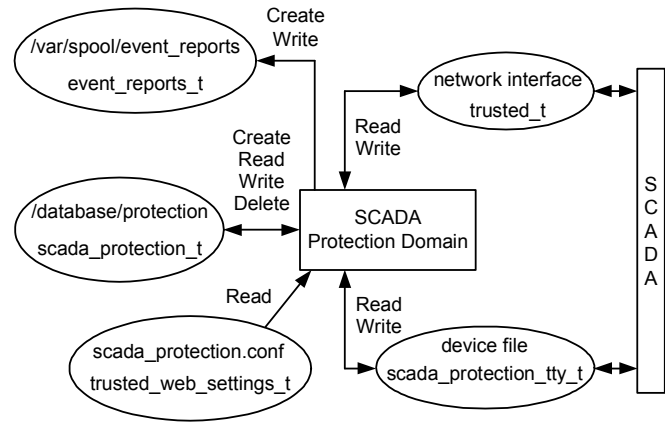 /var/spool/event_reports
event_reports_t
Create
Write
network interface
trusted_t
Read
Write
Create
Read
Write
Delete
/database/protection
scada_protection_t
SCADA
Protection Domain
S
C
A
D
A
Read
Read
Write
scada_protection.conf
trusted_web_settings_t
device file
scada_protection_tty_t